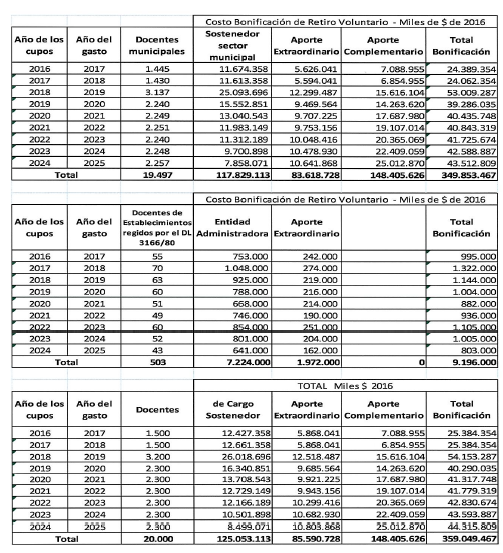 Costo Bonificación de Retiro Voluntario - Miles de $ de 2016
Año de los cupos Año del gasto Docentes municipales Sostenedor sector municipal Aporte Extraordinario Aporte Complementario Total Bonificación
2016 2017 1.445 11.674.358 5.626.041 7.088.955 24.389.354
2017 2018 1.430 11.613.358 5.594.041 6.854.955 24.062.354
2018 2019 3.137 25.093.696 12.299.487 15.616.104 53.009.287
2019 2020 2.240 15.552.851 9.469.564 14.263.620 39.286.035
2020 2021 2.249 13.040.543 9.707.225 17.687.980 40.435.748
2021 2022 2.251 11.983.149 9.753.156 19.107.014 40.843.319
2022 2023 2.240 11.312.189 10.048.416 20.365.069 41.725.674
2023 2024 2.248 9.700.898 10.478.930 22.409.059 42.588.887
2024 2025 2.257 7.858.071 10.641.868 25.012.870 43.512.809
Total 19.497 117.829.113 83.618.728 148.405.626 349.853.467
Costo Bonificación de Retiro Voluntario - Miles de $ de 2016
Año de los cupos Año del gasto Docentes de Establecimientos regidos por el DL 3166/80 Entidad Administradora Aporte Extraordinario Total Bonificación
2016 2017 55 753.000 242.000 995.000
2017 2018 70 1.048.000 274.000 1.322.000
2018 2019 63 925.000 219.000 1.144.000
2019 2020 60 788.000 216.000 1.004.000
2020 2021 51 668.000 214.000 882.000
2021 2022 49 746.000 190.000 936.000
2022 2023 60 854.000 251.000 1.105.000
2023 2024 52 801.000 204.000 1.005.000
2024 2025 43 641.000 162.000 803.000
Total 503 7.224.000 1.972.000 0 9.196.000
TOTAL Miles $ 2016
Año de los cupos Año del gasto Docentes de Cargo Sostenedor Aporte Extraordinario Aporte Complementario Total Bonificación
2016 2017 1.500 12.427.358 5.868.041 7.088.955 25.384.354
2017 2018 1.500 12.661.358 5.868.041 6.854.955 25.384.354
2018 2019 3.200 26.018.696 12.518.487 15.616.104 54.153.287
2019 2020 2.300 16.340.851 9.685.564 14.263.620 40.290.035
2020 2021 2.300 13.708.543 9.921.225 17.687.980 41.317.748
2021 2022 2.300 12.729.149 9.943.156 19.107.014 41.779.319
2022 2023 2.300 12.166.189 10.299.416 20.365.069 42.830.674
2023 2024 2.300 10.501.898 10.682.930 22.409.059 43.593.887
2024 2025 2.300 8.499.071 10.803.868 25.012.870 44.315.809
Total 20.000 125.053.113 85.590.728 148.405.626 359.049.467